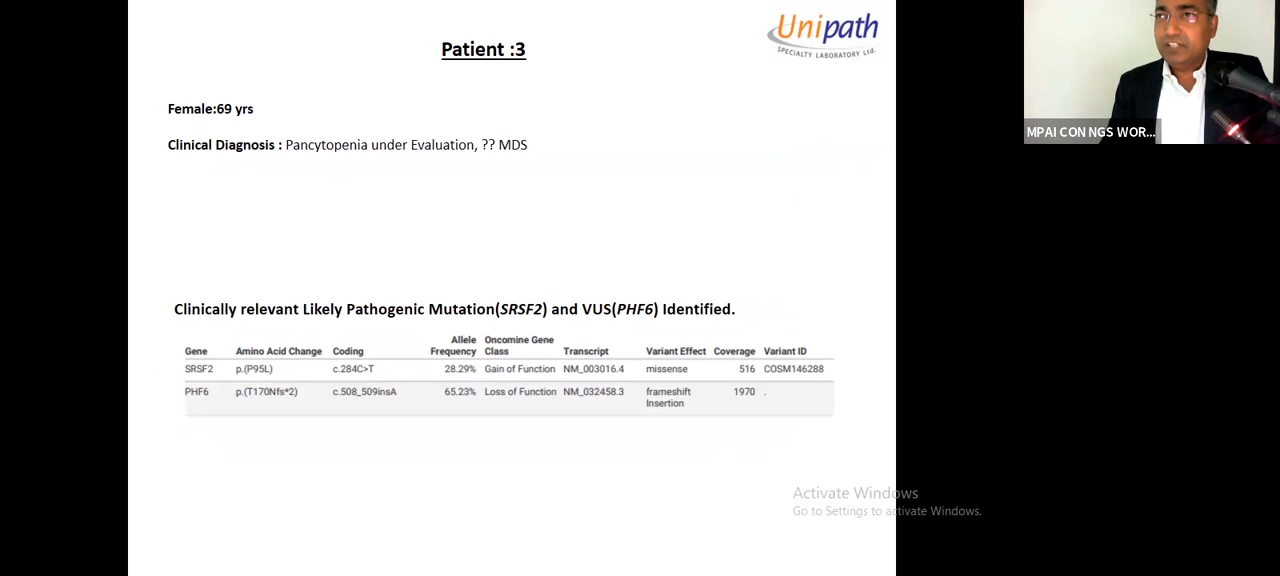 Unipath
SPECIALTY LABORATORY Ltd.
Patient :3
Female:69 yrs
Clinical Diagnosis : Pancytopenia under Evaluation, ?? MDS
Clinically relevant Likely Pathogenic Mutation(SRSF2) and VUS(PHF6) Identified.
Gene Amino Acid Change Coding Allele Frequency Oncomine Gene Class Transcript Variant Effect Coverage Variant ID
SRSF2 p.(P95L) c.284C>T 28.29% Gain of Function NM_003016.4 missense 516 COSM146288
PHF6 p.(T170Nfs*2) c.508_509insA 65.23% Loss of Function NM_032458.3 frameshift Insertion 1970 .
MPAI CON NGS WOR...
Activate Windows
Go to Settings to activate Windows.